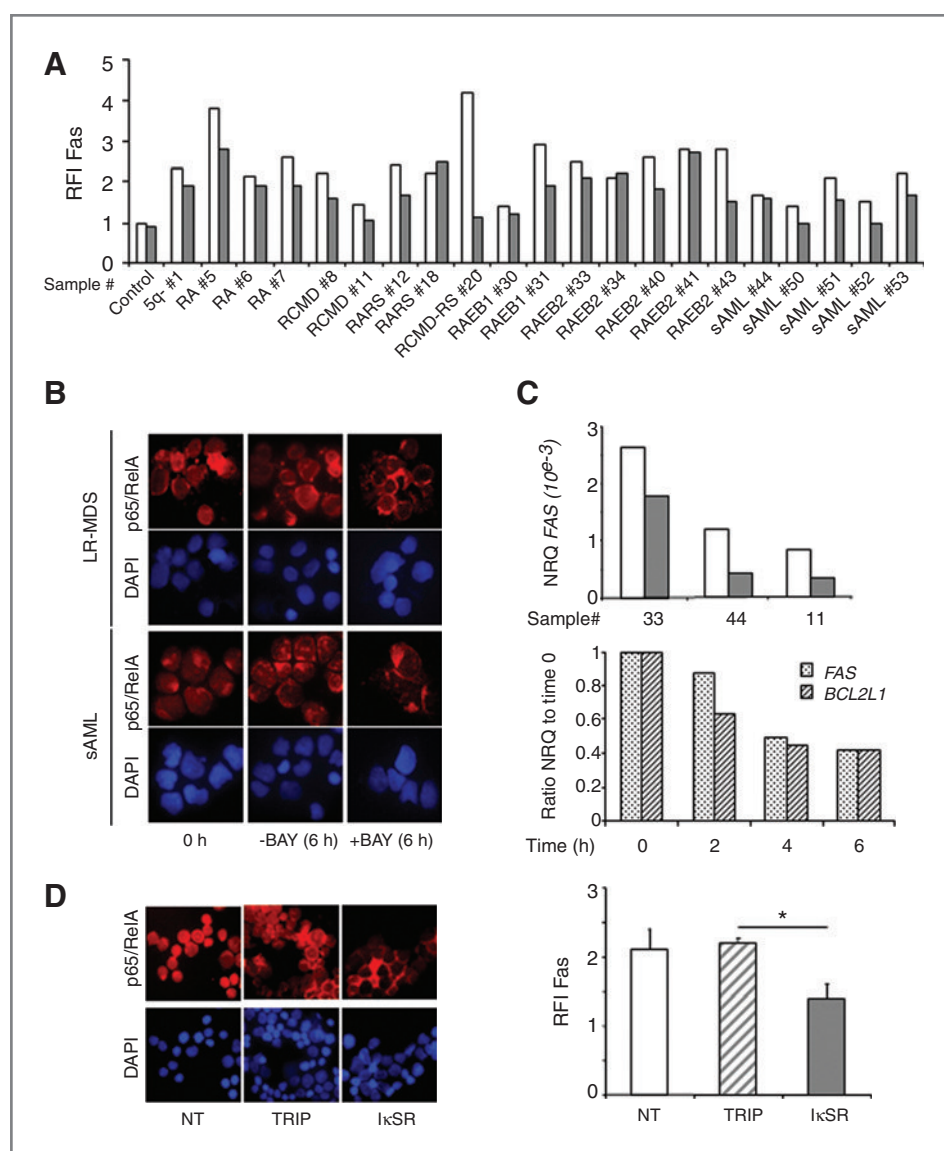 A
5
4
3
2
1
0
RFI Fas
Sample #
Control
5q- #1
RA #5
RA #6
RA #7
RCMD #8
RCMD #11
RARS #12
RARS #18
RCMD-RS #20
RAEB1 #30
RAEB1 #31
RAEB2 #33
RAEB2 #34
RAEB2 #40
RAEB2 #41
RAEB2 #43
sAML #44
sAML #50
sAML #51
sAML #52
sAML #53
B
LR-MDS
p65/RelA
DAPI
sAML
p65/RelA
DAPI
0 h
-BAY (6 h)
+BAY (6 h)
C
3
2
1
0
NRQ FAS (10e-3)
Sample#
33
44
11
1
0.8
0.6
0.4
0.2
0
Ratio NRQ to time 0
FAS
BCL2L1
Time (h)
0
2
4
6
D
p65/RelA
DAPI
NT
TRIP
IκSR
3
2
1
0
RFI Fas
*
NT
TRIP
IκSR